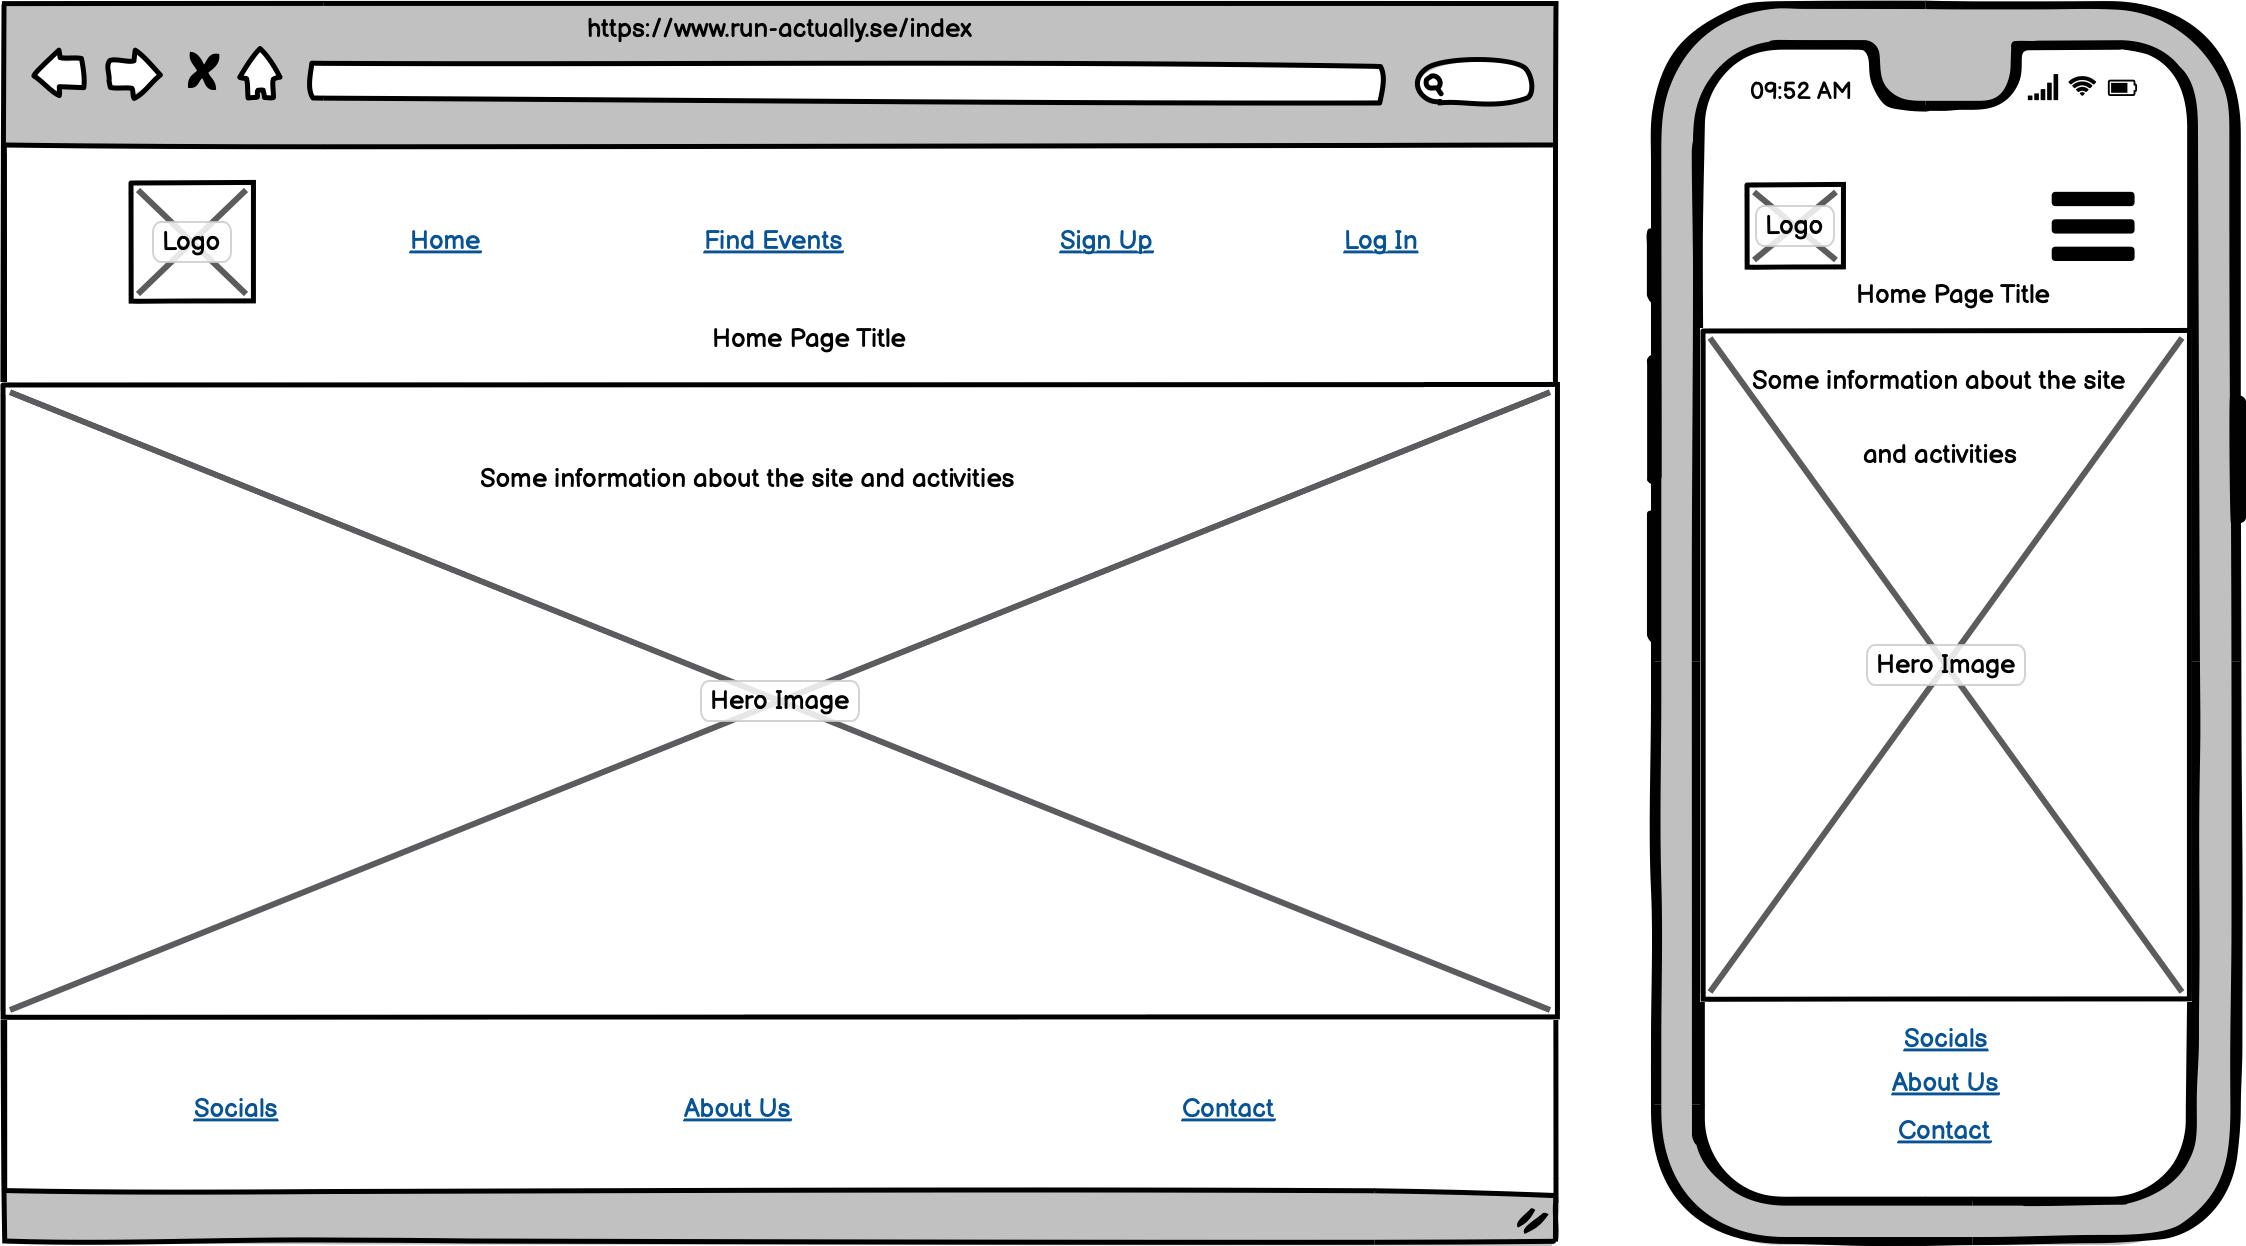 https://www.run-actually.se/index
Logo
Home
Find Events
Sign Up
Log In
Home Page Title
Some information about the site and activities
Hero Image
Socials
About Us
Contact
09:52 AM
Logo
Home Page Title
Some information about the site
and activities
Hero Image
Socials
About Us
Contact